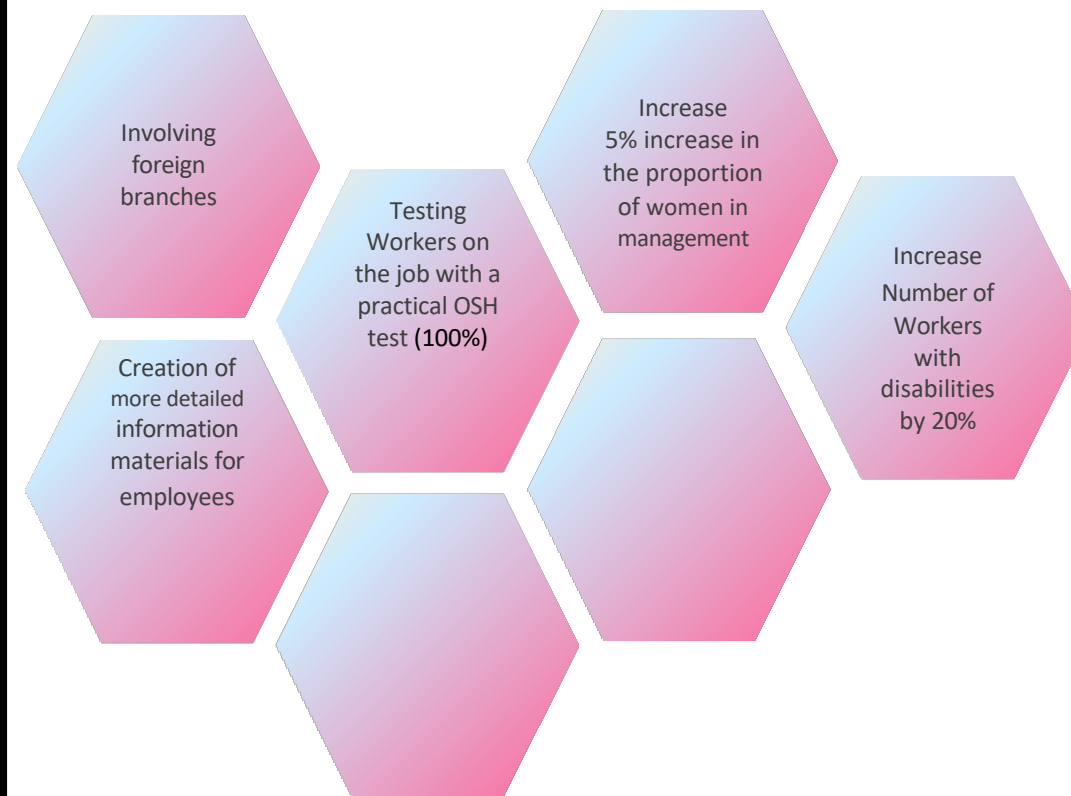 Involving
foreign
branches
Testing
Workers on
the job with a
practical OSH
test (100%)
Increase
5% increase in
the proportion
of women in
management
Increase
Number of
Workers
with
disabilities
by 20%
Creation of
more detailed
information
materials for
employees